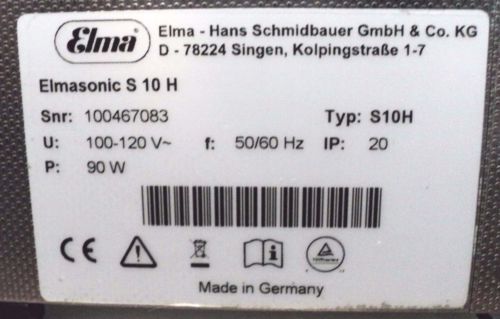 Elma
Elma - Hans Schmidbauer GmbH & Co. KG
D - 78224 Singen, Kolpingstraße 1-7
Elmasonic S 10 H
Snr: 100467083 Typ: S10H
U: 100-120 V~ f: 50/60 Hz IP: 20
P: 90 W
CE
Made in Germany